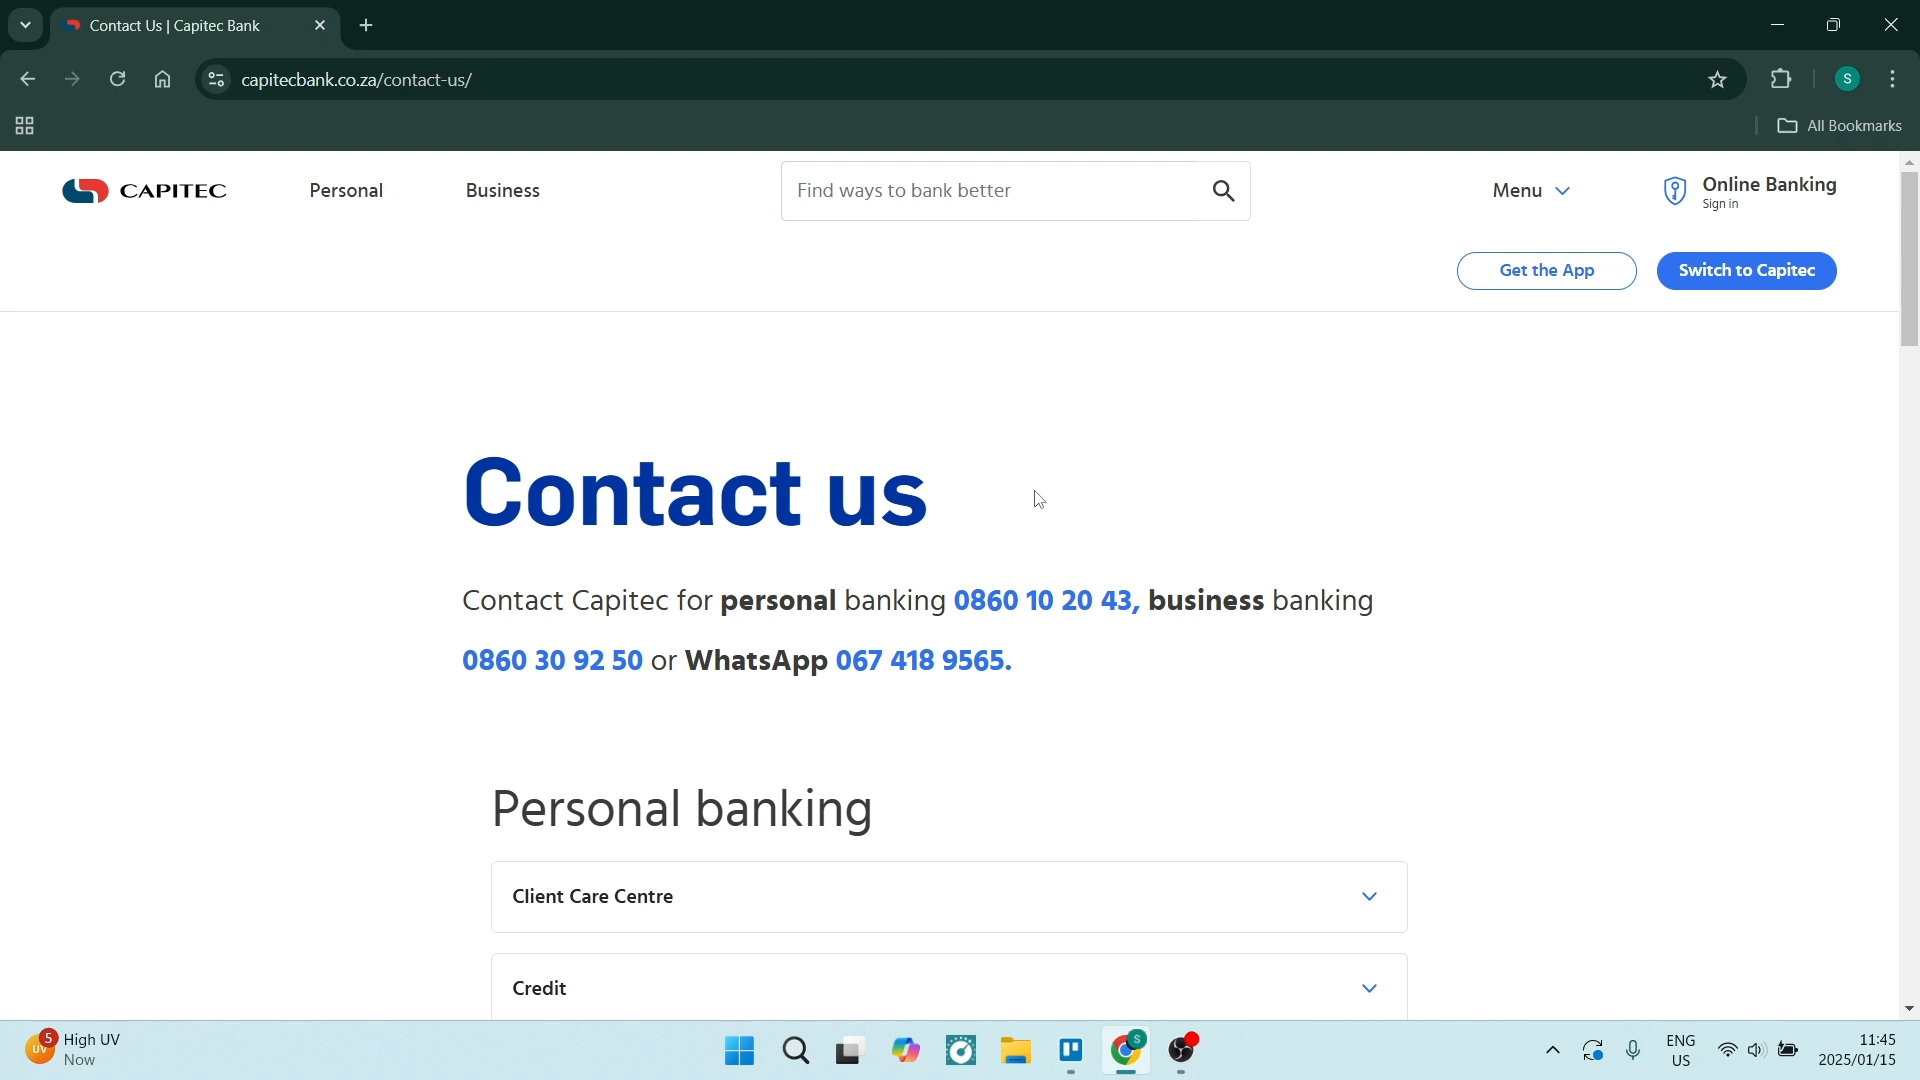 Contact Us | Capitec Bank
capitecbank.co.za/contact-us/
S
All Bookmarks
CAPITEC
Personal
Business
Find ways to bank better
Menu
Online Banking
Sign in
Get the App
Switch to Capitec
Contact us
Contact Capitec for personal banking 0860 10 20 43, business banking
0860 30 92 50 or WhatsApp 067 418 9565.
Personal banking
Client Care Centre
Credit
5
UV
High UV
Now
S
ENG
US
11:45
2025/01/15